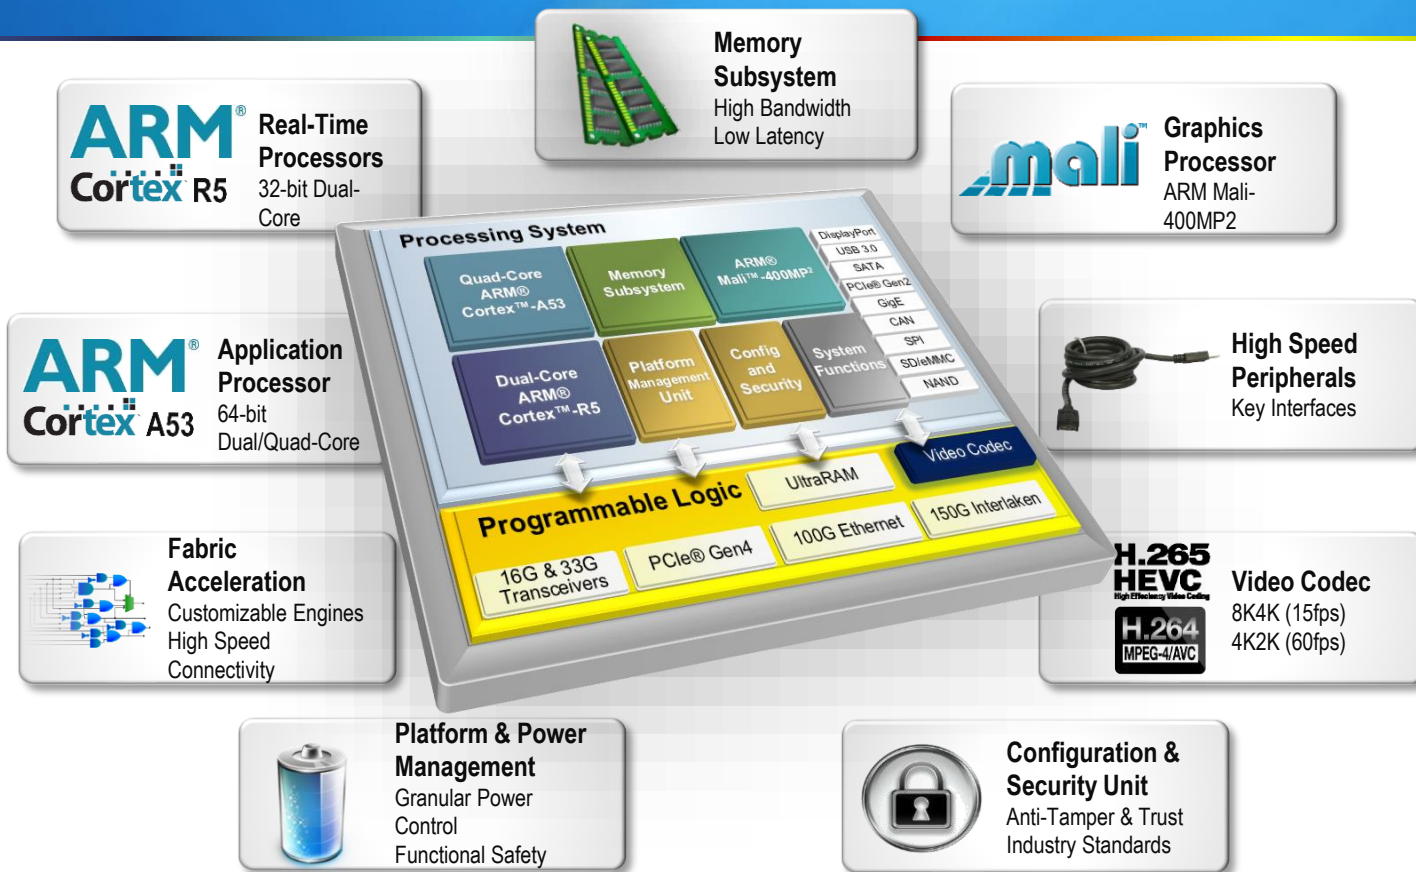 Memory
Subsystem
High Bandwidth
Low Latency
ARM®
Cortex™ R5
Real-Time
Processors
32-bit Dual-
Core
mali™
Graphics
Processor
ARM Mali-
400MP2
ARM®
Cortex™ A53
Application
Processor
64-bit
Dual/Quad-Core
Processing System
Quad-Core
ARM®
Cortex™-A53
Memory
Subsystem
ARM®
Mali™-400MP²
DisplayPort
USB 3.0
SATA
PCIe® Gen2
GigE
CAN
SPI
SD/eMMC
NAND
Dual-Core
ARM®
Cortex™-R5
Platform
Management
Unit
Config
and
Security
System
Functions
Programmable Logic
UltraRAM
Video Codec
16G & 33G
Transceivers
PCIe® Gen4
100G Ethernet
150G Interlaken
High Speed
Peripherals
Key Interfaces
Fabric
Acceleration
Customizable Engines
High Speed
Connectivity
H.265
HEVC
High Effeciency Video Coding
H.264
MPEG-4/AVC
Video Codec
8K4K (15fps)
4K2K (60fps)
Platform & Power
Management
Granular Power
Control
Functional Safety
Configuration &
Security Unit
Anti-Tamper & Trust
Industry Standards